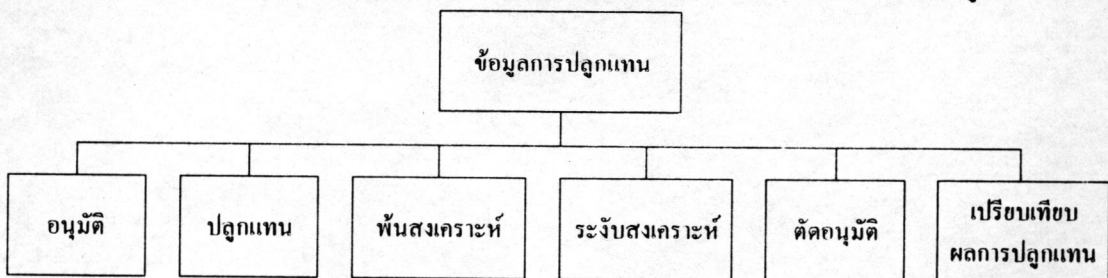 ข้อมูลการปลูกแทน
อนุมัติ
ปลูกแทน
พ้นสงเคราะห์
ระงับสงเคราะห์
ตัดอนุมัติ
เปรียบเทียบ
ผลการปลูกแทน